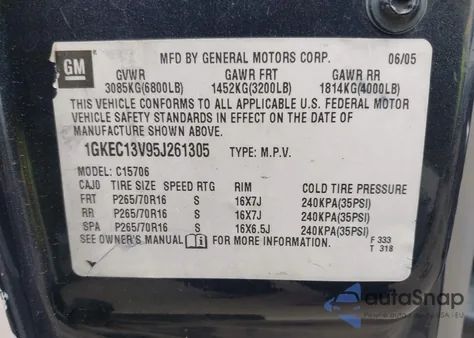 GM
MFD BY GENERAL MOTORS CORP. 06/05
GVWR GAWR FRT GAWR RR
3085KG(6800LB) 1452KG(3200LB) 1814KG(4000LB)
THIS VEHICLE CONFORMS TO ALL APPLICABLE U.S. FEDERAL MOTOR
VEHICLE SAFETY STANDARDS IN EFFECT ON THE DATE OF
MANUFACTURE SHOWN ABOVE.
1GKEC13V95J261305 TYPE: M.P.V.
MODEL: C15706
CAJO TIRE SIZE SPEED RTG RIM COLD TIRE PRESSURE
FRT P265/70R16 S 16X7J 240KPA(35PSI)
RR P265/70R16 S 16X7J 240KPA(35PSI)
SPA P265/70R16 S 16X6.5J 240KPA(35PSI)
SEE OWNER'S MANUAL FOR MORE INFORMATION. F 333
T 318
autoSnap